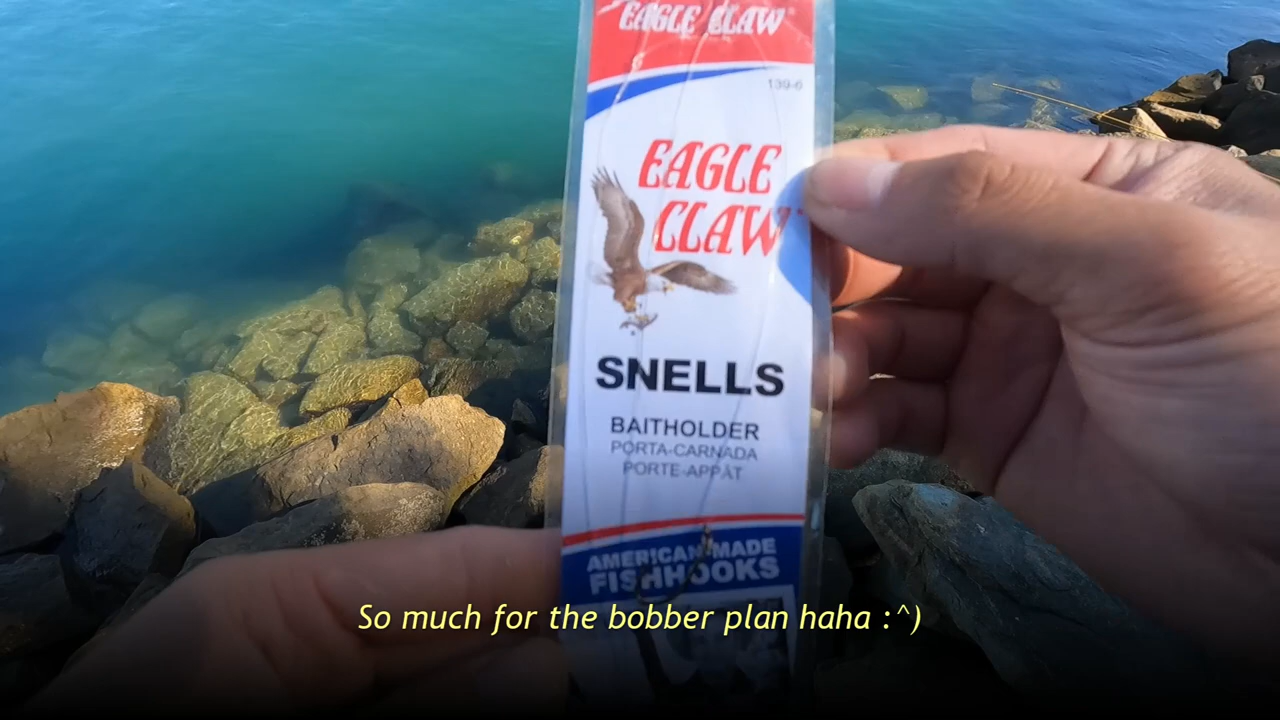 EAGLE CLAW
139-6
EAGLE
CLAW
SNELLS
BAITHOLDER
PORTA-CARNADA
PORTE-APPÂT
AMERICAN MADE
FISHHOOKS
So much for the bobber plan haha :^)